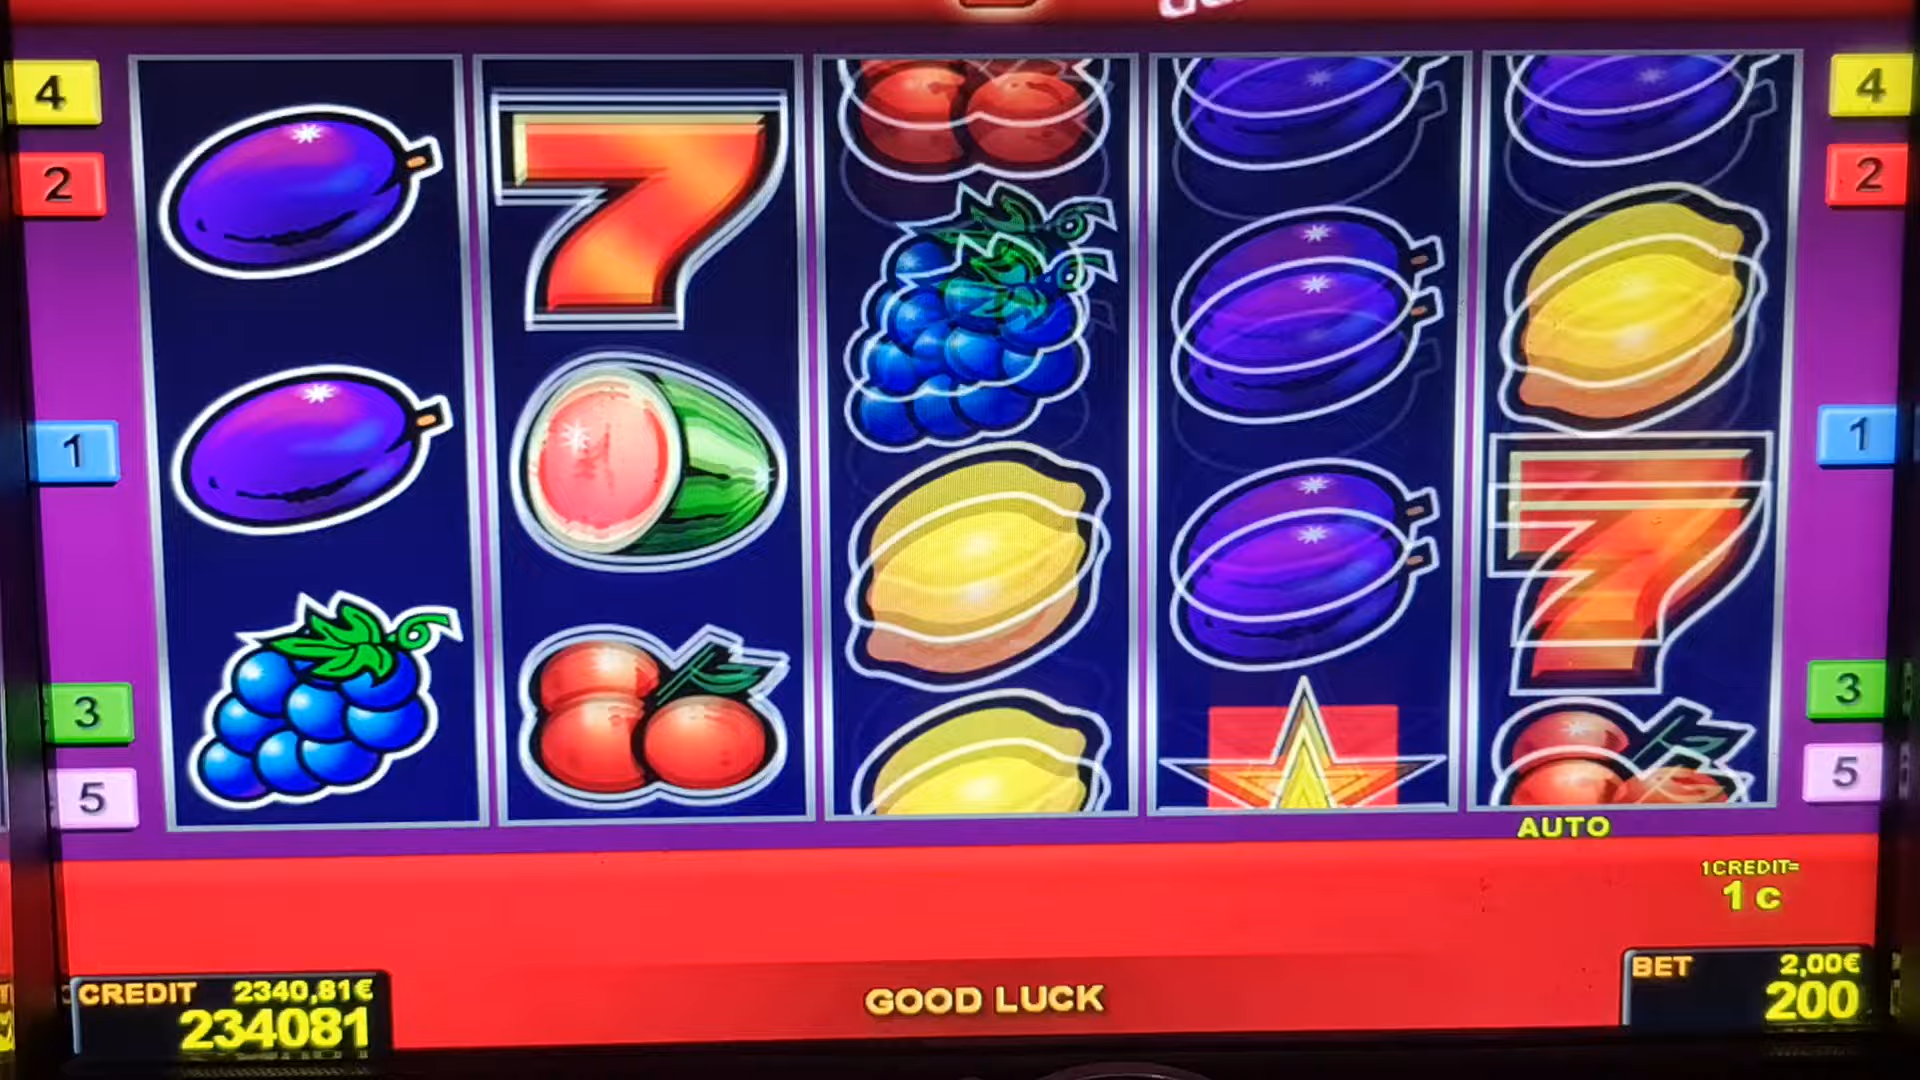 4 4
2 2
1 1
3 3
5 5
AUTO
1CREDIT=
1 c
CREDIT 2340,81€
234081
GOOD LUCK
BET 2,00€
200